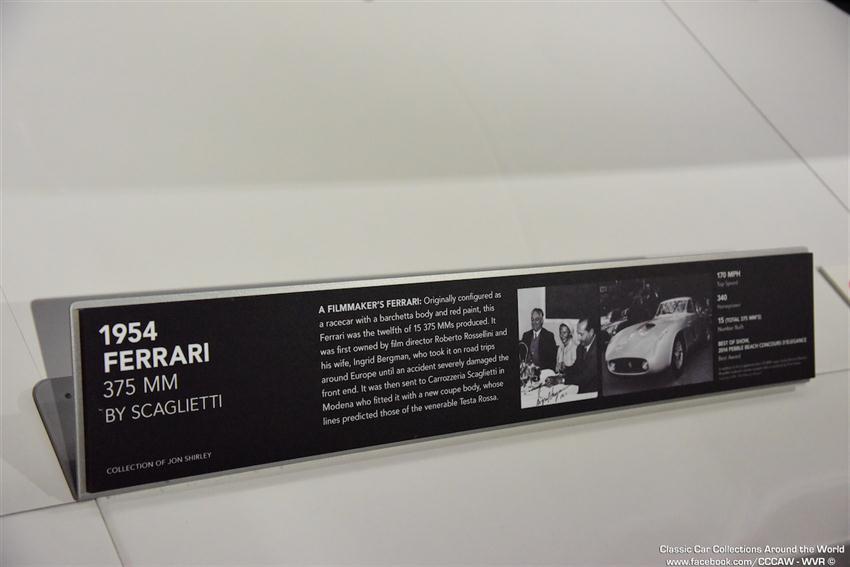 1954
FERRARI
375 MM
BY SCAGLIETTI
COLLECTION OF JON SHIRLEY
A FILMMAKER'S FERRARI: Originally configured as
a racecar with a barchetta body and red paint, this
Ferrari was the twelfth of 15 375 MMs produced. It
was first owned by film director Roberto Rossellini and
his wife, Ingrid Bergman, who took it on road trips
around Europe until an accident severely damaged the
front end. It was then sent to Carrozzeria Scaglietti in
Modena who fitted it with a new coupe body, whose
lines predicted those of the venerable Testa Rossa.
170 MPH
Top Speed
340
Horsepower
15 (TOTAL 375 MM'S)
Number Built
BEST OF SHOW,
2014 PEBBLE BEACH CONCOURS D'ELEGANCE
Best Award
Classic Car Collections Around the World
www.facebook.com/CCCAW - WVR ©